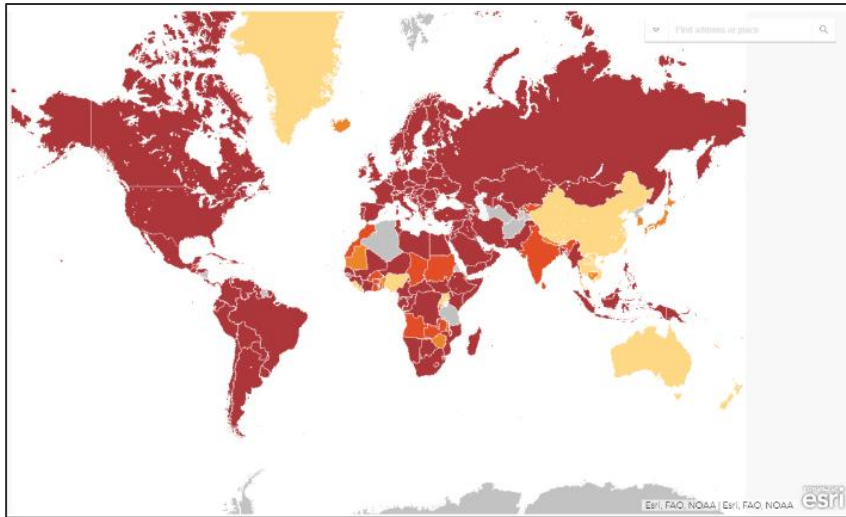 Find address or place
Esri, FAO, NOAA | Esri, FAO, NOAA
esri